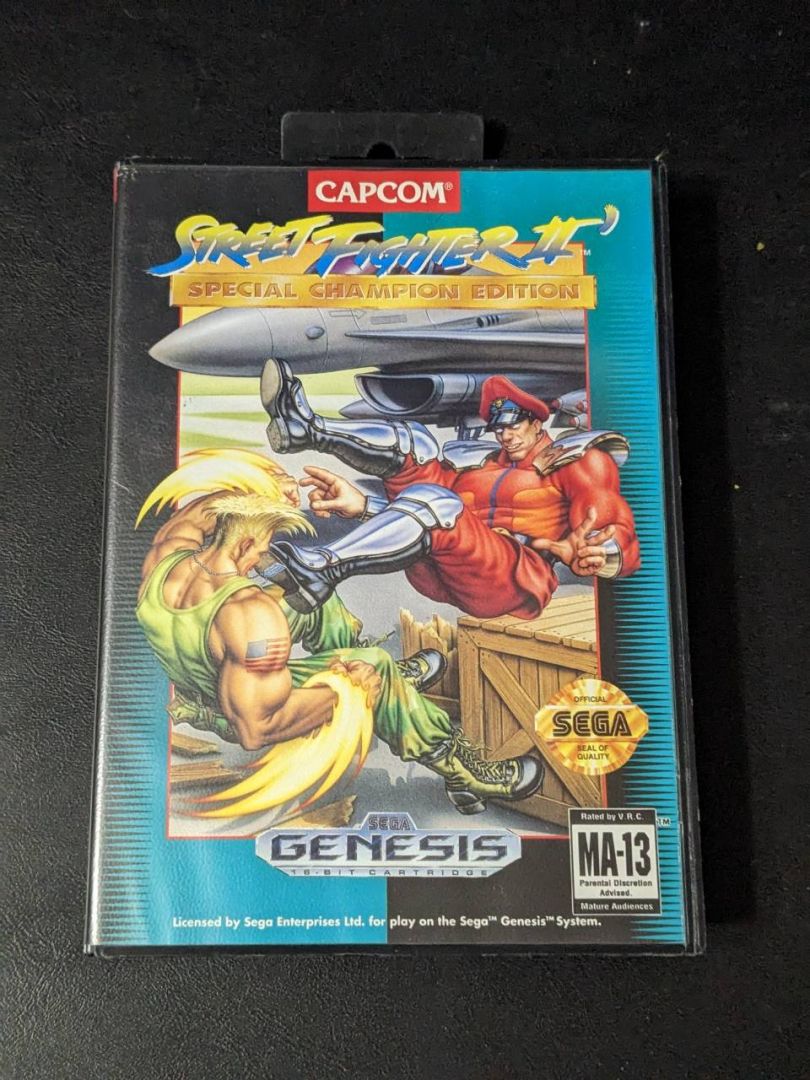 CAPCOM®
STREET FIGHTER II'™
SPECIAL CHAMPION EDITION
OFFICIAL
SEGA
SEAL OF
QUALITY
SEGA
GENESIS
16-BIT CARTRIDGE
Rated by V.R.C.
TM
MA-13
Parental Discretion
Advised.
Mature Audiences
Licensed by Sega Enterprises Ltd. for play on the Sega™ Genesis™ System.